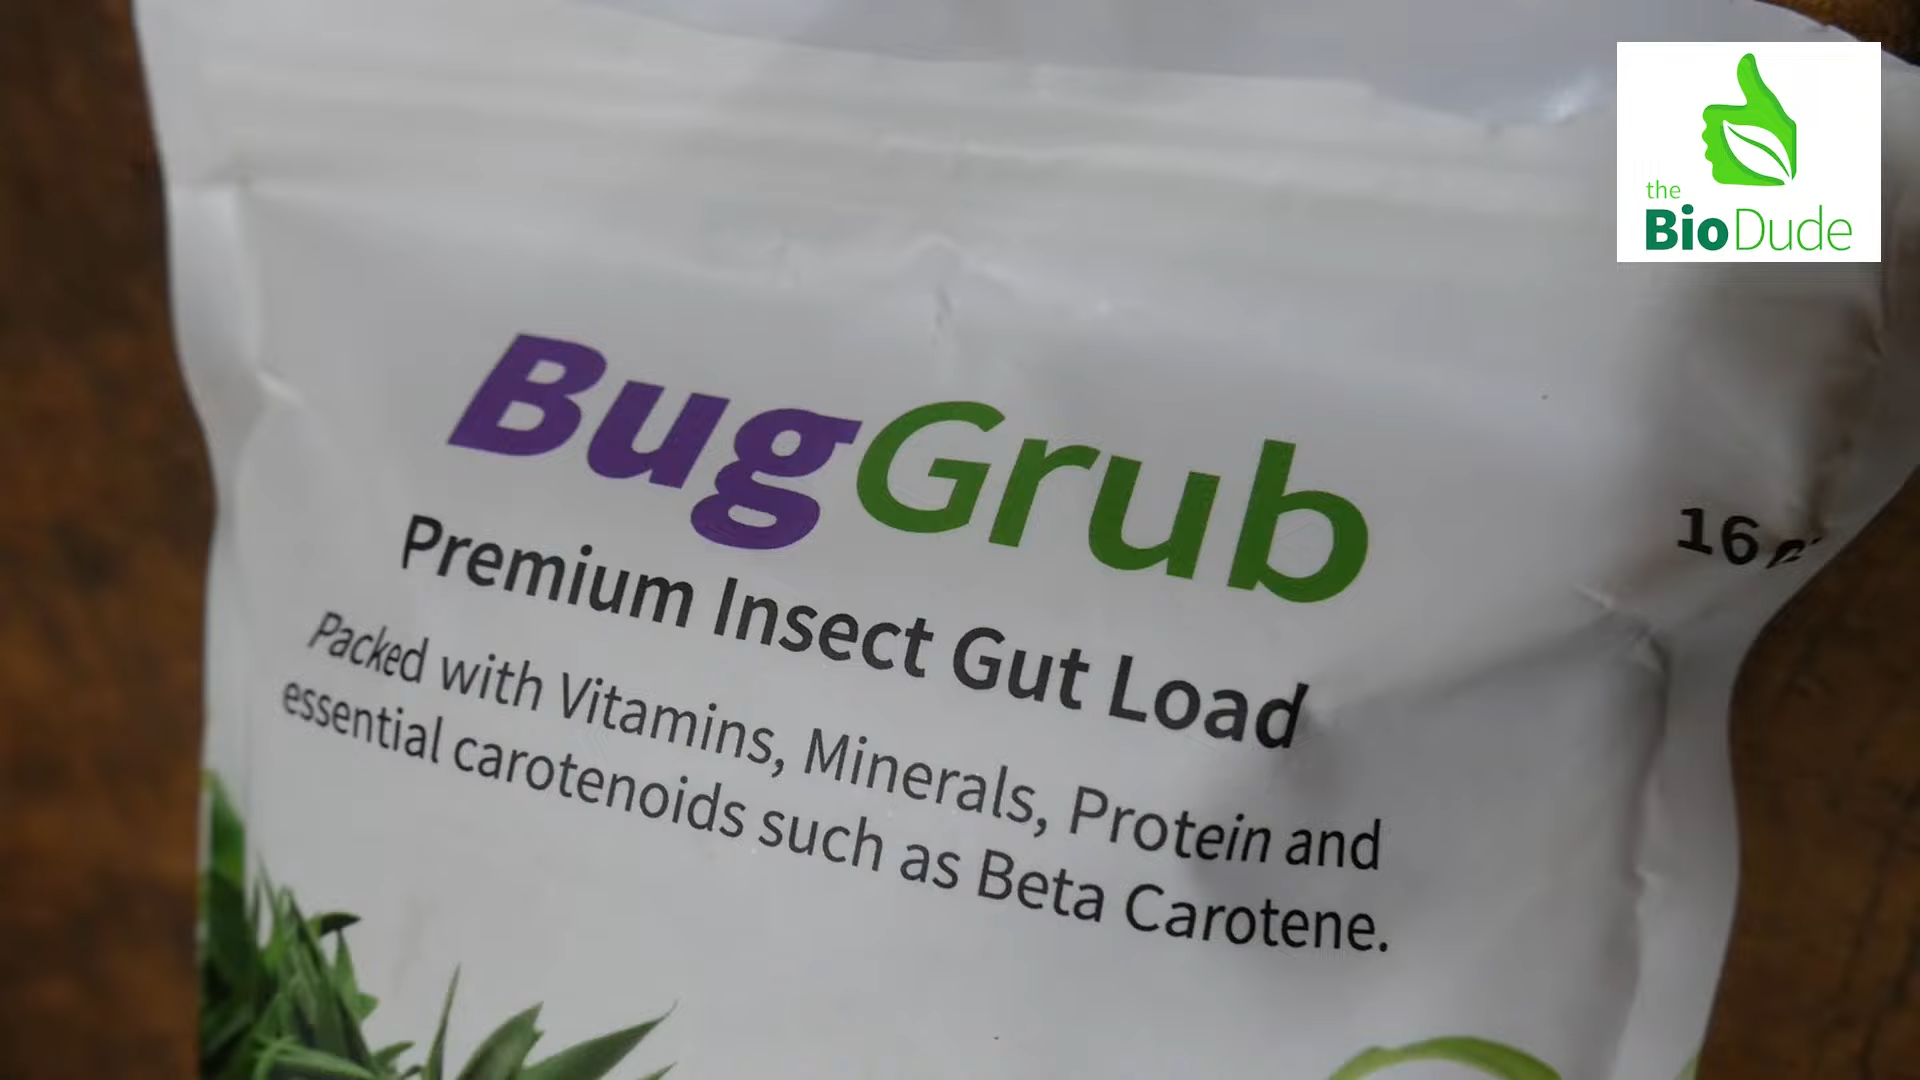 the
BioDude
BugGrub
16
Premium Insect Gut Load
Packed with Vitamins, Minerals, Protein and
essential carotenoids such as Beta Carotene.